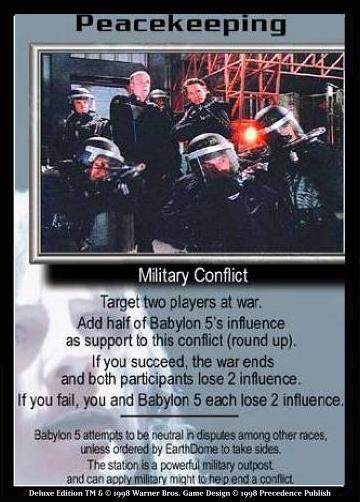 Peacekeeping
Military Conflict
Target two players at war.
Add half of Babylon 5's influence
as support to this conflict (round up).
If you succeed, the war ends
and both participants lose 2 influence.
If you fail, you and Babylon 5 each lose 2 influence.
Babylon 5 attempts to be neutral in disputes among other races,
unless ordered by EarthDome to take sides.
The station is a powerful military outpost
and can apply military might to help end a conflict.
Deluxe Edition TM & © 1998 Warner Bros. Game Design © 1998 Precedence Publish